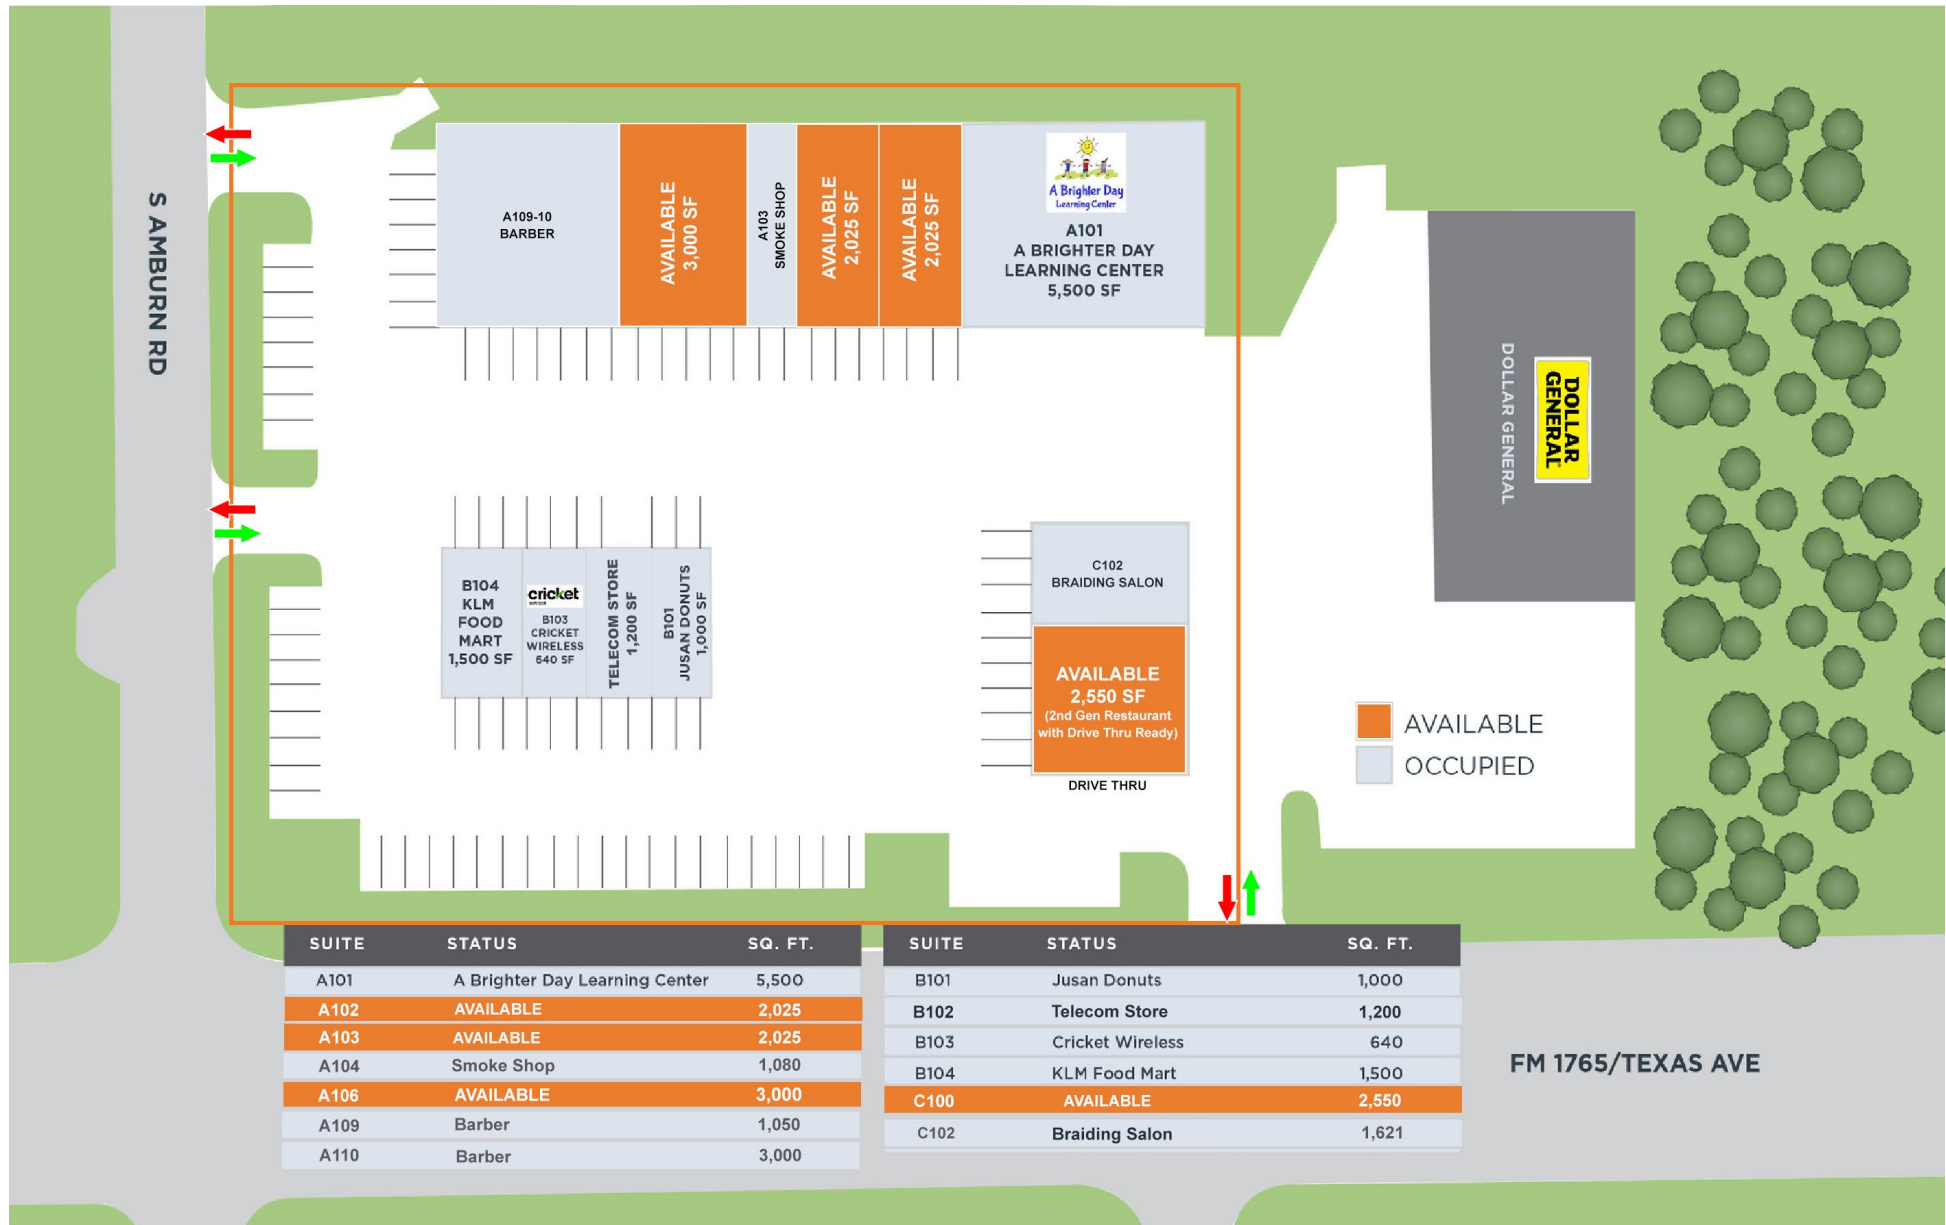 S AMBURN RD
A109-10
BARBER
AVAILABLE
3,000 SF
A103
SMOKE SHOP
AVAILABLE
2,025 SF
AVAILABLE
2,025 SF
A Brighter Day
Learning Center
A101
A BRIGHTER DAY
LEARNING CENTER
5,500 SF
DOLLAR GENERAL
DOLLAR
GENERAL
B104
KLM
FOOD
MART
1,500 SF
cricket
B103
CRICKET
WIRELESS
640 SF
TELECOM STORE
1,200 SF
B101
JUSAN DONUTS
1,000 SF
C102
BRAIDING SALON
AVAILABLE
2,550 SF
(2nd Gen Restaurant
with Drive Thru Ready)
DRIVE THRU
AVAILABLE
OCCUPIED
SUITE STATUS SQ. FT.
A101 A Brighter Day Learning Center 5,500
A102 AVAILABLE 2,025
A103 AVAILABLE 2,025
A104 Smoke Shop 1,080
A106 AVAILABLE 3,000
A109 Barber 1,050
A110 Barber 3,000
SUITE STATUS SQ. FT.
B101 Jusan Donuts 1,000
B102 Telecom Store 1,200
B103 Cricket Wireless 640
B104 KLM Food Mart 1,500
C100 AVAILABLE 2,550
C102 Braiding Salon 1,621
FM 1765/TEXAS AVE